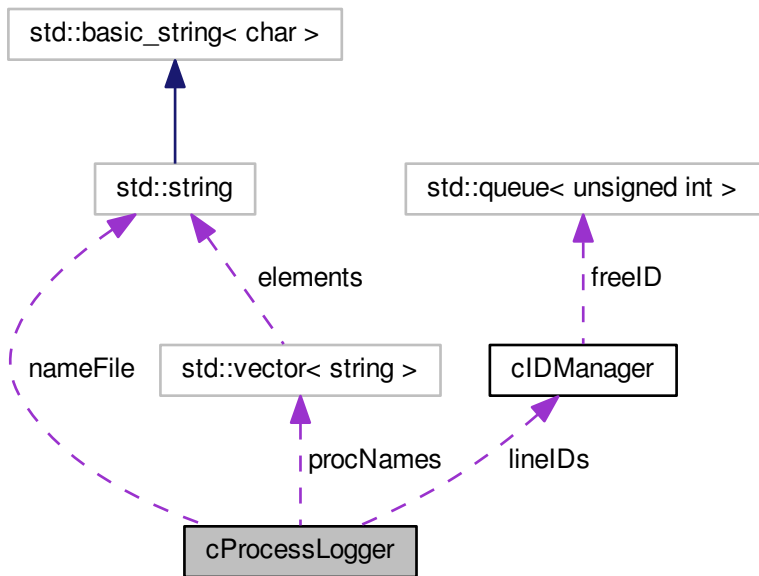 std::basic_string< char >
std::string
std::queue< unsigned int >
elements
freeID
nameFile
std::vector< string >
cIDManager
procNames
lineIDs
cProcessLogger